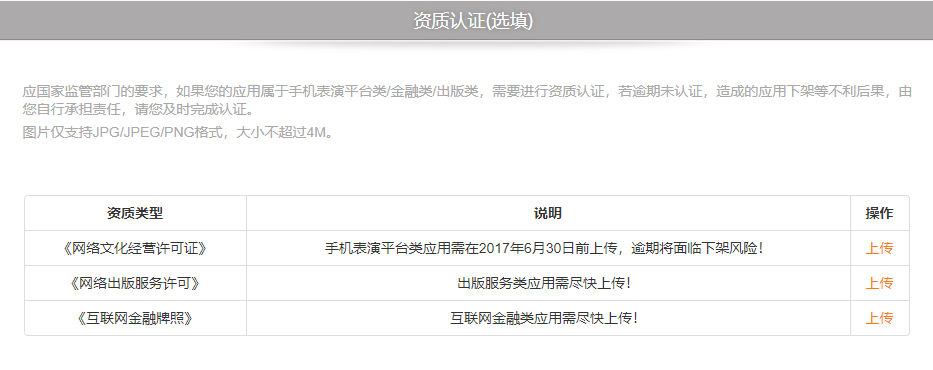 资质认证(选填)
应国家监管部门的要求，如果您的应用属于手机表演平台类/金融类/出版类，需要进行资质认证，若逾期未认证，造成的应用下架等不利后果，由
您自行承担责任，请您及时完成认证。
图片仅支持JPG/JPEG/PNG格式，大小不超过4M。
资质类型 说明 操作
《网络文化经营许可证》 手机表演平台类应用需在2017年6月30日前上传，逾期将面临下架风险！ 上传
《网络出版服务许可》 出版服务类应用需尽快上传！ 上传
《互联网金融牌照》 互联网金融类应用需尽快上传！ 上传